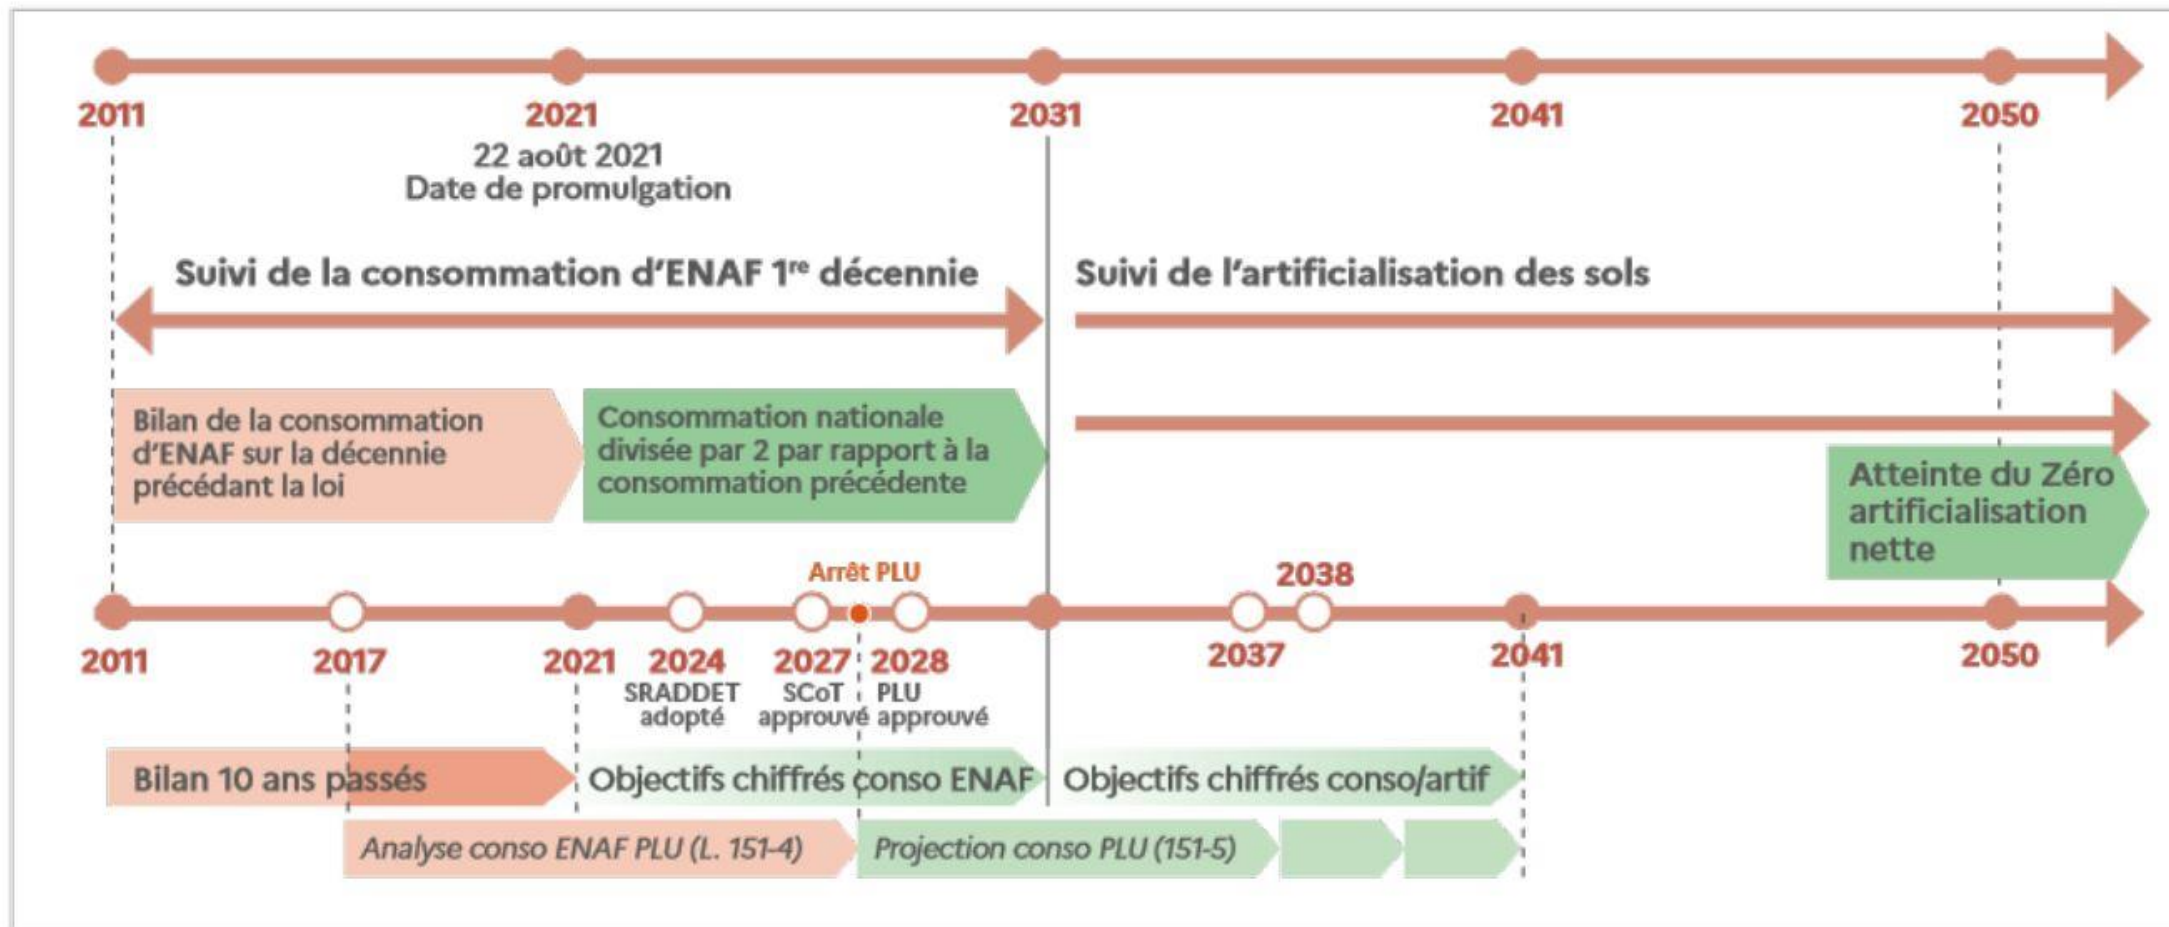 2011 2021 2031 2041 2050
22 août 2021
Date de promulgation
Suivi de la consommation d'ENAF 1re décennie
Suivi de l'artificialisation des sols
Bilan de la consommation
d'ENAF sur la décennie
précédant la loi
Consommation nationale
divisée par 2 par rapport à la
consommation précédente
Atteinte du Zéro
artificialisation
nette
Arrêt PLU
2038
2011 2017 2021 2024 2027 2028 2037 2041 2050
SRADDET
adopté
SCoT
approuvé
PLU
approuvé
Bilan 10 ans passés
Objectifs chiffrés conso ENAF
Objectifs chiffrés conso/artif
Analyse conso ENAF PLU (L. 151-4)
Projection conso PLU (151-5)